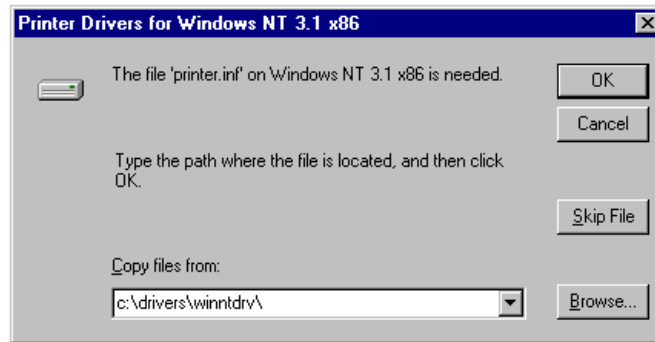 Printer Drivers for Windows NT 3.1 x86
The file 'printer.inf' on Windows NT 3.1 x86 is needed.
OK
Cancel
Type the path where the file is located, and then click
OK.
Skip File
Copy files from:
c:\drivers\winntdrv\
Browse...